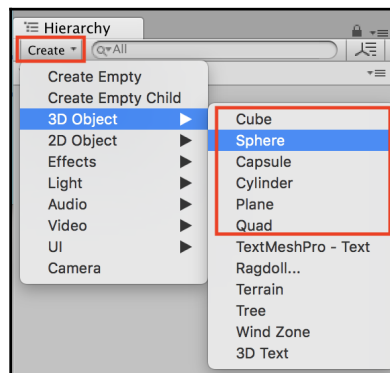 Hierarchy
Create
All
Create Empty
Create Empty Child
3D Object
2D Object
Effects
Light
Audio
Video
UI
Camera
Cube
Sphere
Capsule
Cylinder
Plane
Quad
TextMeshPro - Text
Ragdoll...
Terrain
Tree
Wind Zone
3D Text